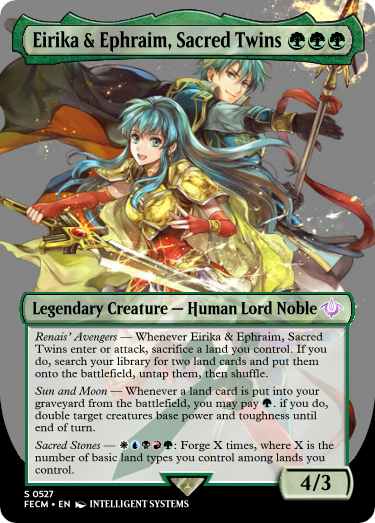 Eirika & Ephraim, Sacred Twins
Legendary Creature — Human Lord Noble
Renais' Avengers — Whenever Eirika & Ephraim, Sacred
Twins enter or attack, sacrifice a land you control. If you
do, search your library for two land cards and put them
onto the battlefield, untap them, then shuffle.
Sun and Moon — Whenever a land card is put into your
graveyard from the battlefield, you may pay . if you do,
double target creatures base power and toughness until
end of turn.
Sacred Stones — : Forge X times, where X is the
number of basic land types you control among lands you
control.
4/3
S 0527
FECM • EN INTELLIGENT SYSTEMS